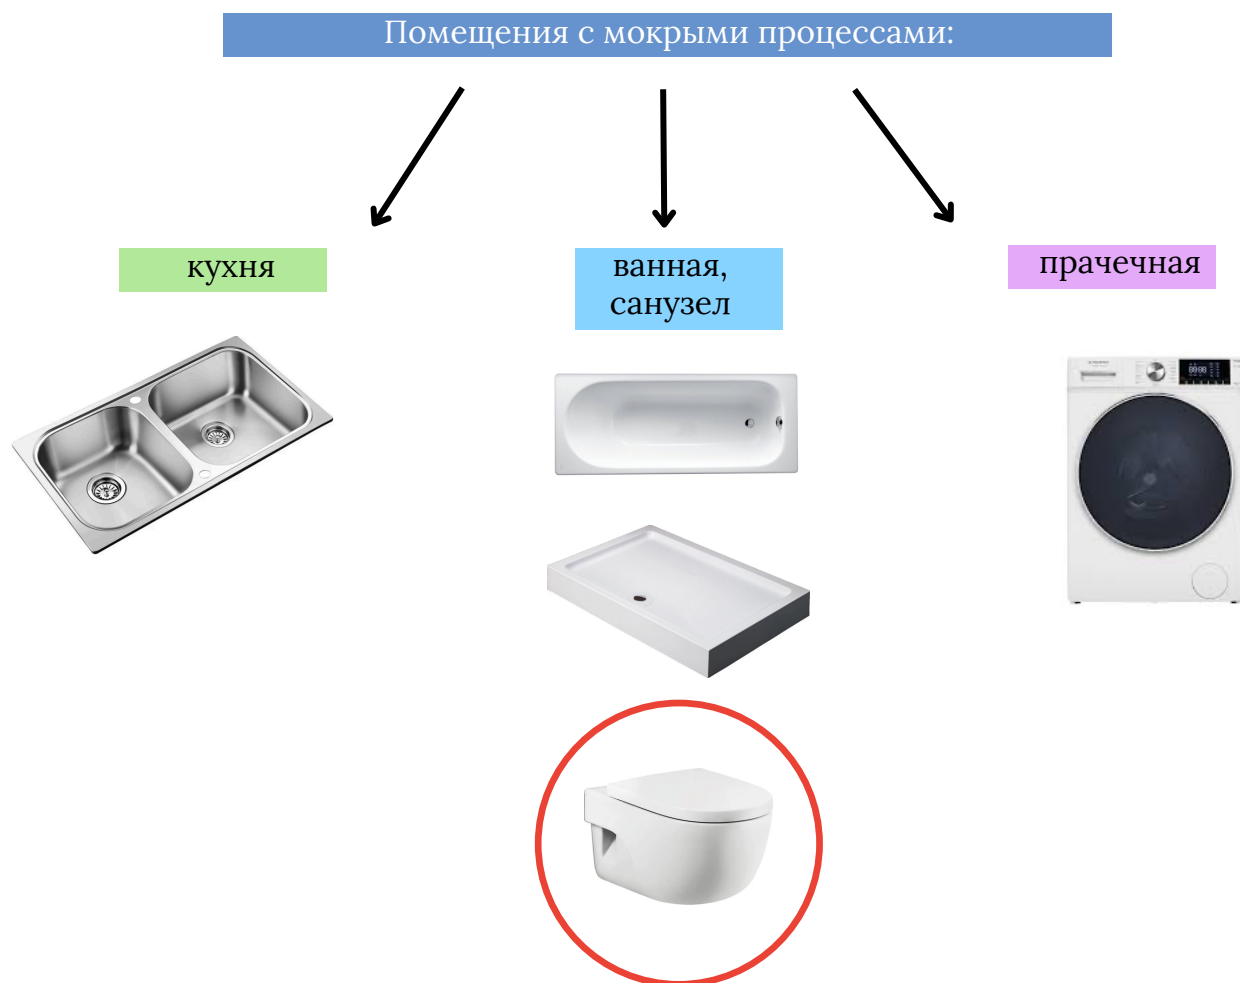 Помещения с мокрыми процессами:
кухня
ванная,
санузел
прачечная